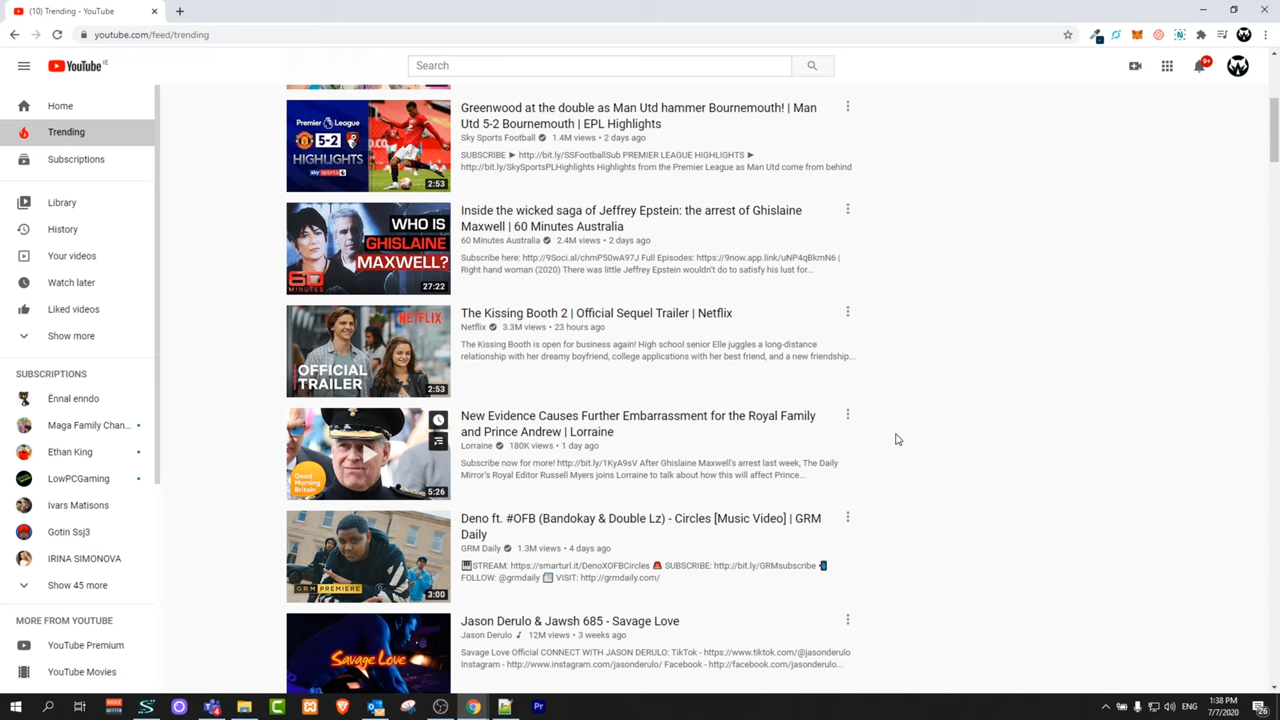 (10) Trending - YouTube
youtube.com/feed/trending
YouTube IE
Search
9+
Home
Trending
Subscriptions
Library
History
Your videos
Watch later
Liked videos
Show more
SUBSCRIPTIONS
Ënnal enndo
Maga Family Chan...
Ethan King
LowPCGaming
Ivars Matisons
Gotin Ssj3
IRINA SIMONOVA
Show 45 more
MORE FROM YOUTUBE
YouTube Premium
YouTube Movies
Premier League
5-2
HIGHLIGHTS
sky sports
2:53
Greenwood at the double as Man Utd hammer Bournemouth! | Man
Utd 5-2 Bournemouth | EPL Highlights
Sky Sports Football 1.4M views • 2 days ago
SUBSCRIBE ► http://bit.ly/SSFootballSub PREMIER LEAGUE HIGHLIGHTS ►
http://bit.ly/SkySportsPLHighlights Highlights from the Premier League as Man Utd come from behind
WHO IS
GHISLAINE
MAXWELL?
60
MINUTES
27:22
Inside the wicked saga of Jeffrey Epstein: the arrest of Ghislaine
Maxwell | 60 Minutes Australia
60 Minutes Australia 2.4M views • 2 days ago
Subscribe here: http://9Soci.al/chmP50wA97J Full Episodes: https://9now.app.link/uNP4qBkmN6 |
Right hand woman (2020) There was little Jeffrey Epstein wouldn't do to satisfy his lust for...
NETFLIX
OFFICIAL
TRAILER
2:53
The Kissing Booth 2 | Official Sequel Trailer | Netflix
Netflix 3.3M views • 23 hours ago
The Kissing Booth is open for business again! High school senior Elle juggles a long-distance
relationship with her dreamy boyfriend, college applications with her best friend, and a new friendship...
Good
Morning
Britain
5:26
New Evidence Causes Further Embarrassment for the Royal Family
and Prince Andrew | Lorraine
Lorraine 180K views • 1 day ago
Subscribe now for more! http://bit.ly/1KyA9sV After Ghislaine Maxwell's arrest last week, The Daily
Mirror's Royal Editor Russell Myers joins Lorraine to talk about how this will affect Prince...
GRM PREMIERE
3:00
Deno ft. #OFB (Bandokay & Double Lz) - Circles [Music Video] | GRM
Daily
GRM Daily 1.3M views • 4 days ago
STREAM: https://smarturl.it/DenoXOFBCircles SUBSCRIBE: http://bit.ly/GRMsubscribe
FOLLOW: @grmdaily VISIT: http://grmdaily.com/
Savage Love
Jason Derulo & Jawsh 685 - Savage Love
Jason Derulo 12M views • 3 weeks ago
Savage Love Official CONNECT WITH JASON DERULO: TikTok - https://www.tiktok.com/@jasonderulo
Instagram - http://www.instagram.com/jasonderulo/ Facebook - http://facebook.com/jasonderulo...
ENG
1:38 PM
7/7/2020
26